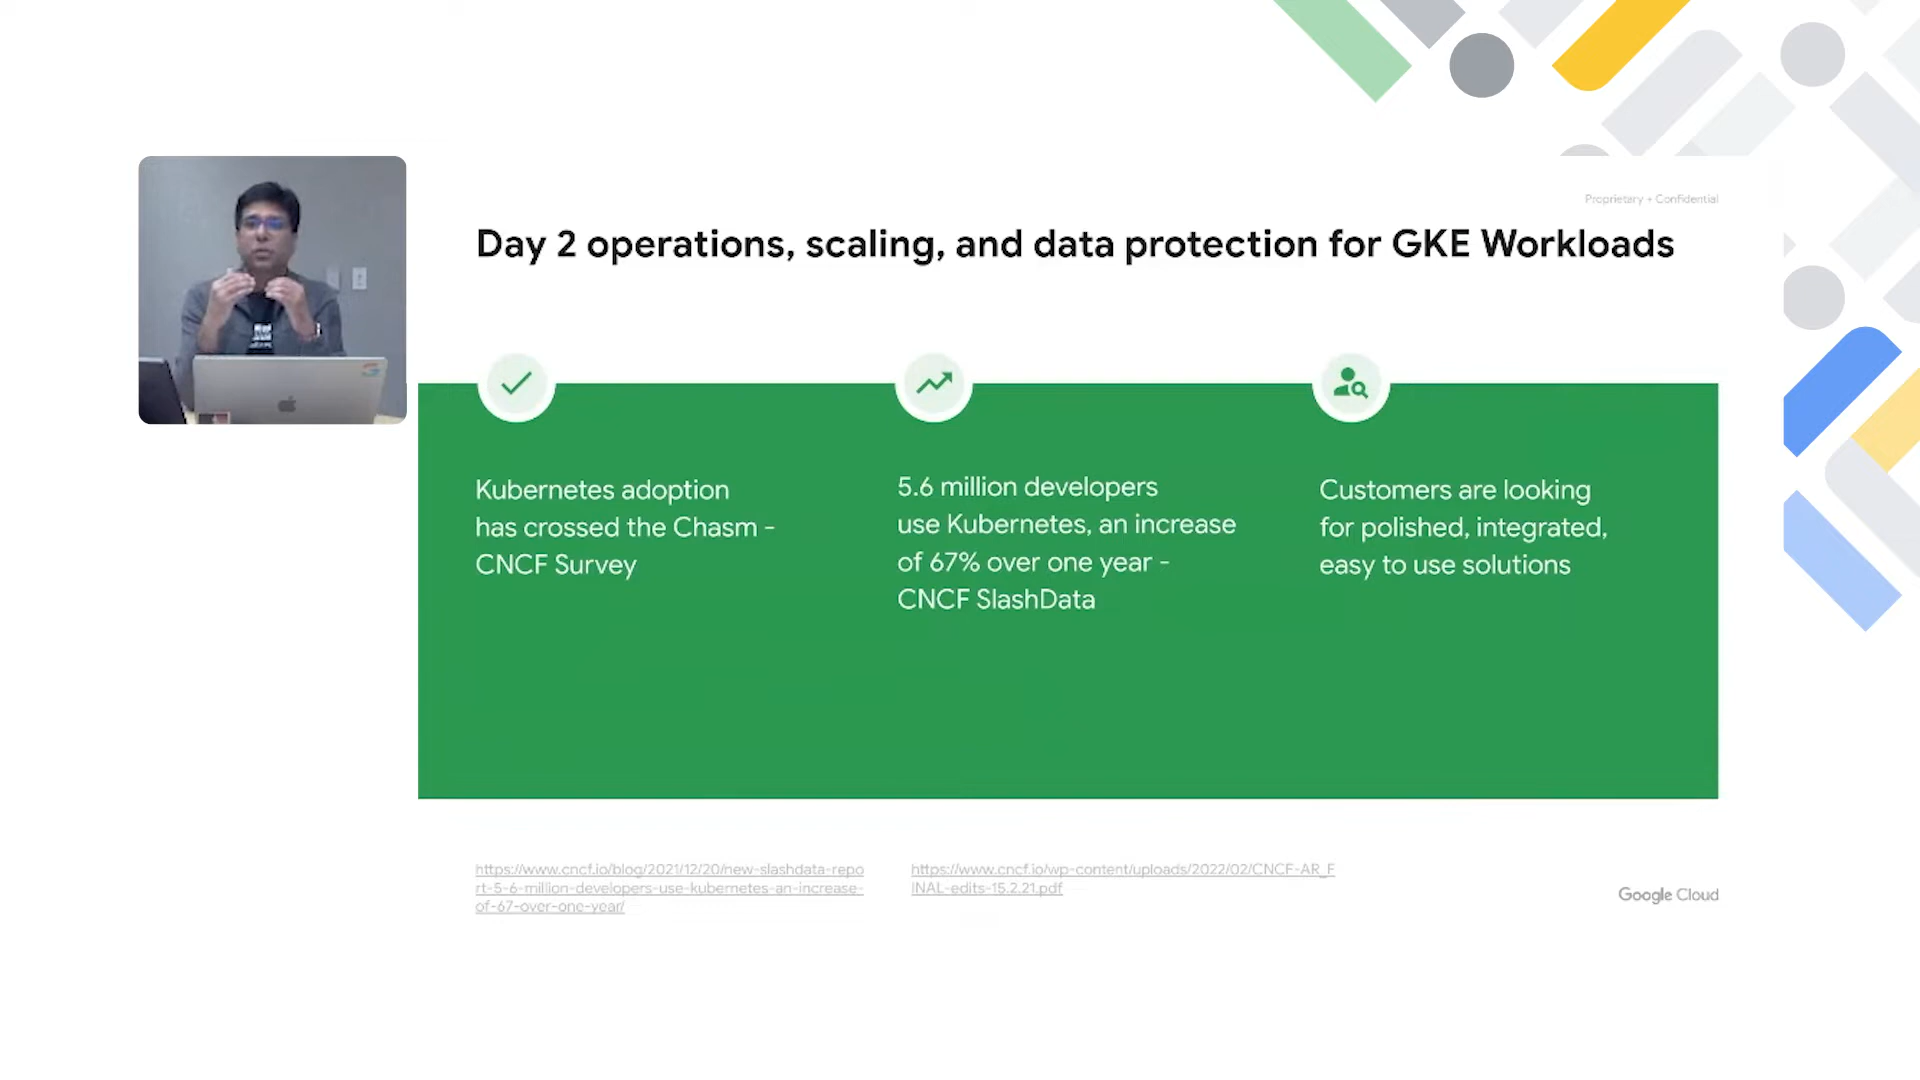 Proprietary + Confidential
Day 2 operations, scaling, and data protection for GKE Workloads
Kubernetes adoption
has crossed the Chasm -
CNCF Survey
5.6 million developers
use Kubernetes, an increase
of 67% over one year -
CNCF SlashData
Customers are looking
for polished, integrated,
easy to use solutions
https://www.cncf.io/blog/2021/12/20/new-slashdata-repo
rt-5-6-million-developers-use-kubernetes-an-increase-
of-67-over-one-year/
https://www.cncf.io/wp-content/uploads/2022/02/CNCF-AR_F
INAL-edits-15.2.21.pdf
Google Cloud